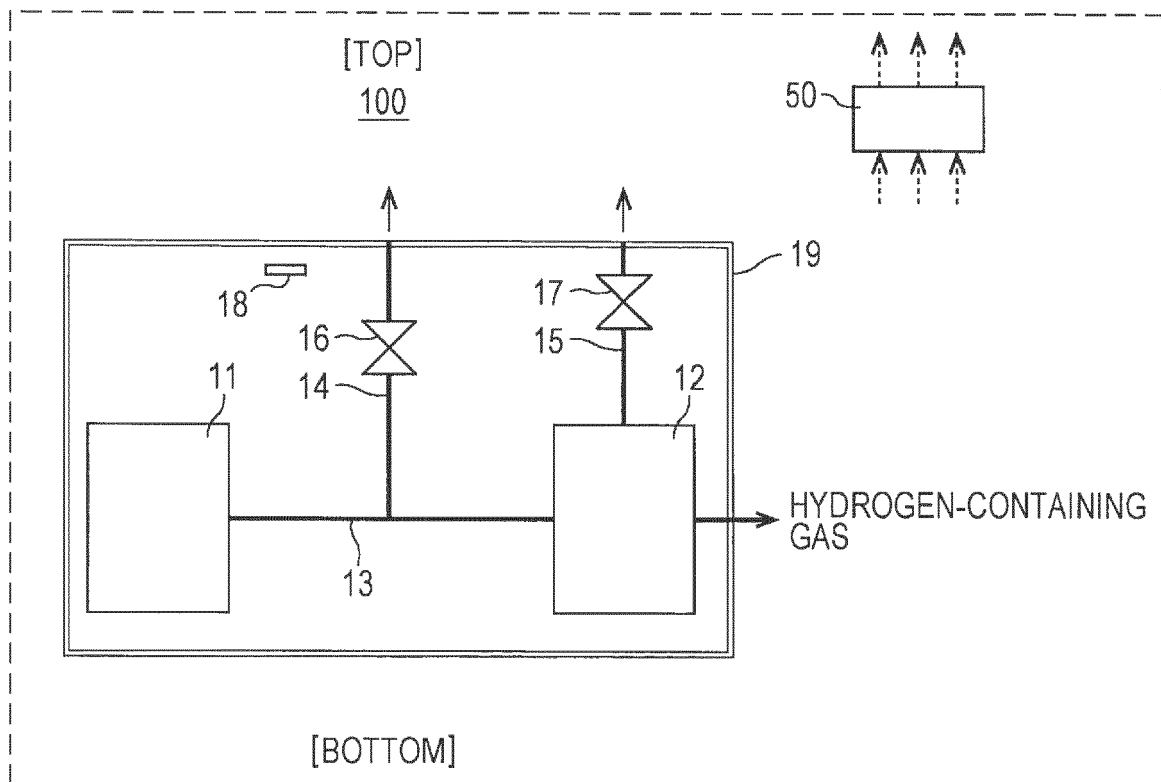 [TOP]
100
50
19
18
17
16
15
14
11
12
HYDROGEN-CONTAINING
GAS
13
[BOTTOM]